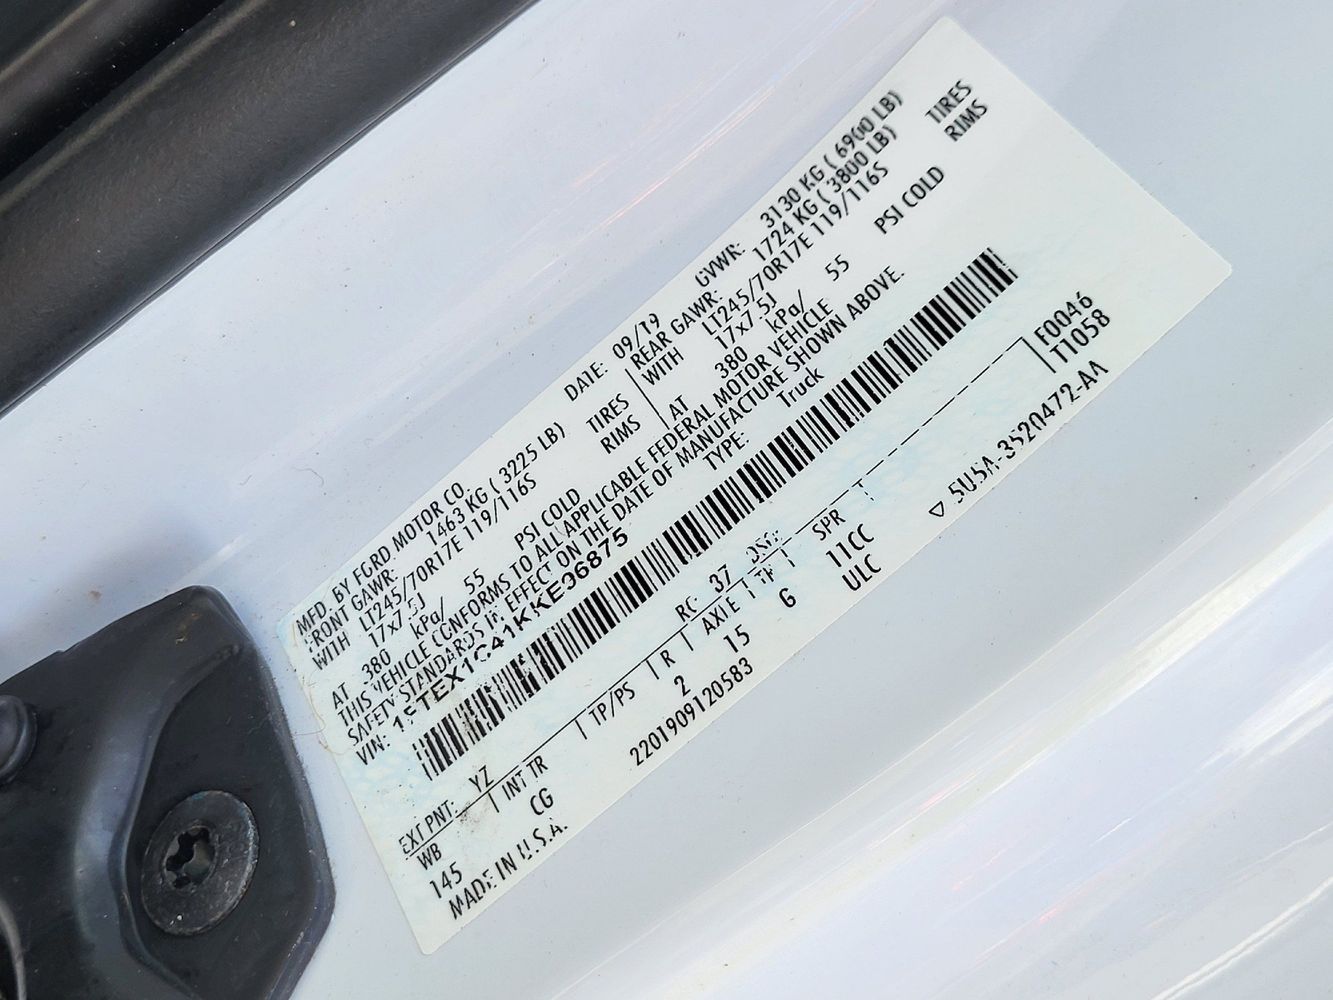 MFD. BY FORD MOTOR CO. DATE: 09/19 GVWR: 3130 KG ( 6900 LB)
FRONT GAWR: 1463 KG ( 3225 LB) REAR GAWR: 1724 KG ( 3800 LB)
WITH LT245/70R17E 119/116S TIRES WITH LT245/70R17E 119/116S TIRES
17x7.5J RIMS 17x7.5J RIMS
AT 380 kPa/ 55 PSI COLD AT 380 kPa/ 55 PSI COLD
THIS VEHICLE CONFORMS TO ALL APPLICABLE FEDERAL MOTOR VEHICLE
SAFETY STANDARDS IN EFFECT ON THE DATE OF MANUFACTURE SHOWN ABOVE.
VIN: 1FTEX1C41KKE36875 TYPE: Truck
EXT PNT: YZ RC: 37 DSO: F0046
WB INT TR TP/PS R AXLE TR SPR T1058
145 CG 2 15 G 11CC
MADE IN U.S.A. 2201909120583 ULC ▽ 5U5A-3520472-AA